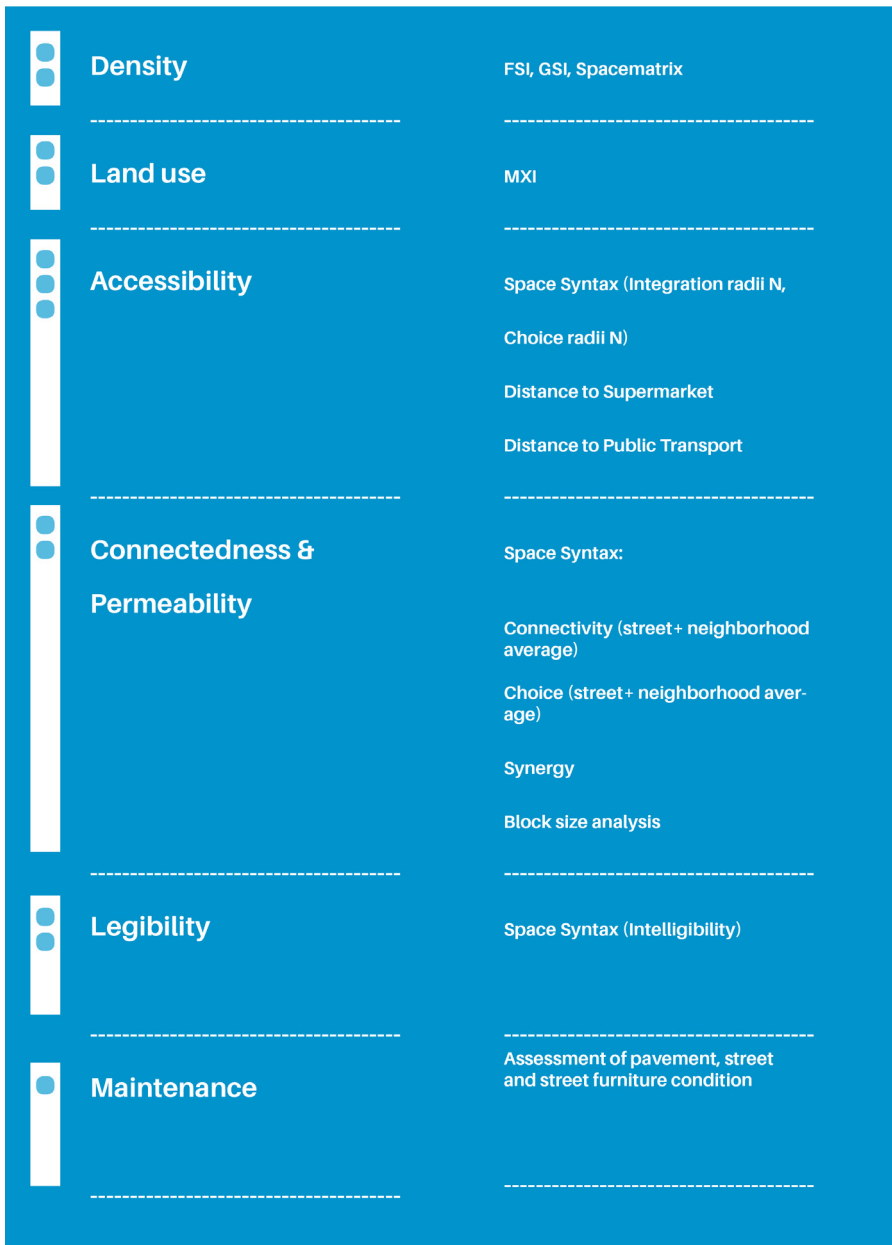 Density
FSI, GSI, Spacematrix
Land use
MXI
Accessibility
Space Syntax (Integration radii N,
Choice radii N)
Distance to Supermarket
Distance to Public Transport
Connectedness &
Permeability
Space Syntax:
Connectivity (street+ neighborhood
average)
Choice (street+ neighborhood aver-
age)
Synergy
Block size analysis
Legibility
Space Syntax (Intelligibility)
Maintenance
Assessment of pavement, street
and street furniture condition